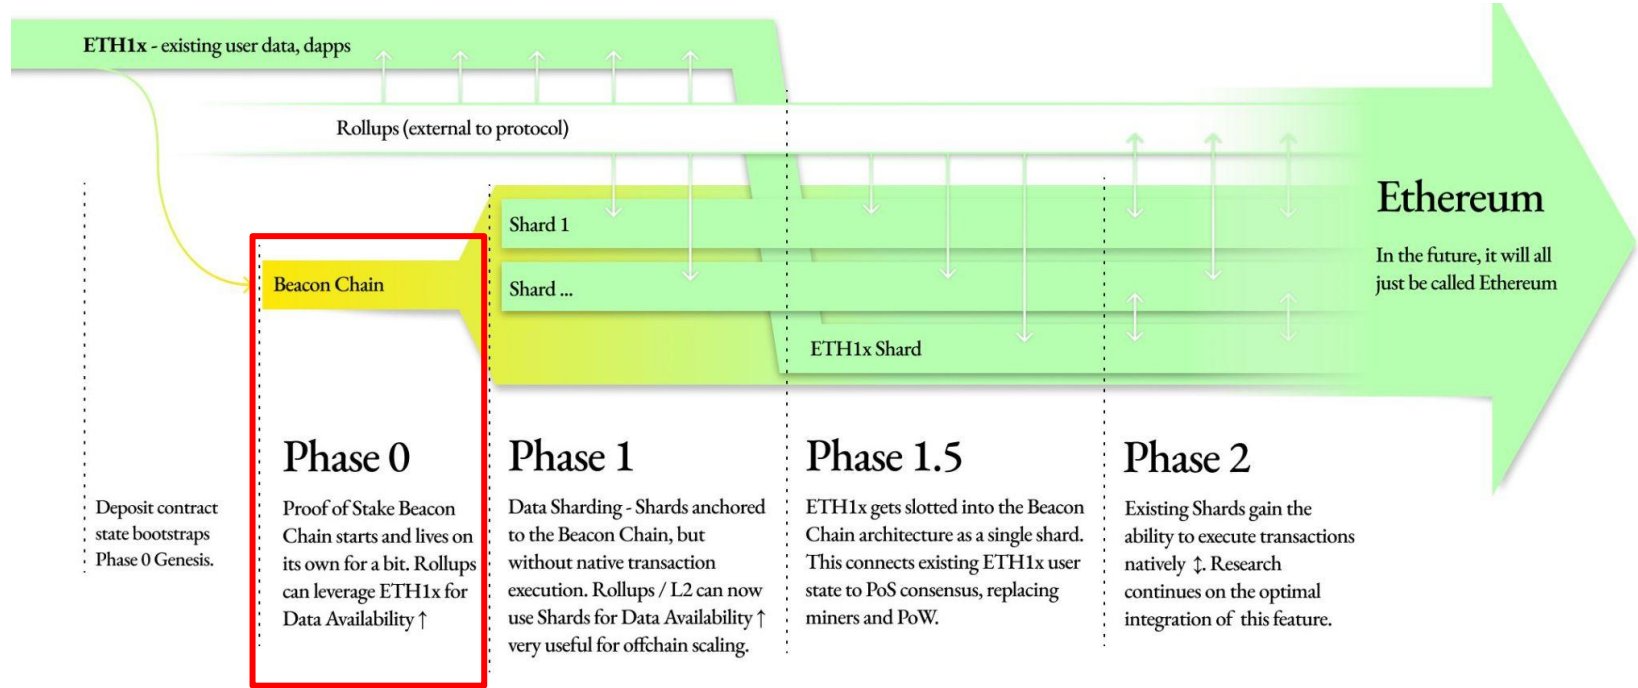 ETH1x - existing user data, dapps
Rollups (external to protocol)
Shard 1
Beacon Chain
Shard ...
ETH1x Shard
Ethereum
In the future, it will all
just be called Ethereum
Deposit contract
state bootstraps
Phase 0 Genesis.
Phase 0
Proof of Stake Beacon
Chain starts and lives on
its own for a bit. Rollups
can leverage ETH1x for
Data Availability ↑
Phase 1
Data Sharding - Shards anchored
to the Beacon Chain, but
without native transaction
execution. Rollups / L2 can now
use Shards for Data Availability ↑
very useful for offchain scaling.
Phase 1.5
ETH1x gets slotted into the Beacon
Chain architecture as a single shard.
This connects existing ETH1x user
state to PoS consensus, replacing
miners and PoW.
Phase 2
Existing Shards gain the
ability to execute transactions
natively ↕. Research
continues on the optimal
integration of this feature.